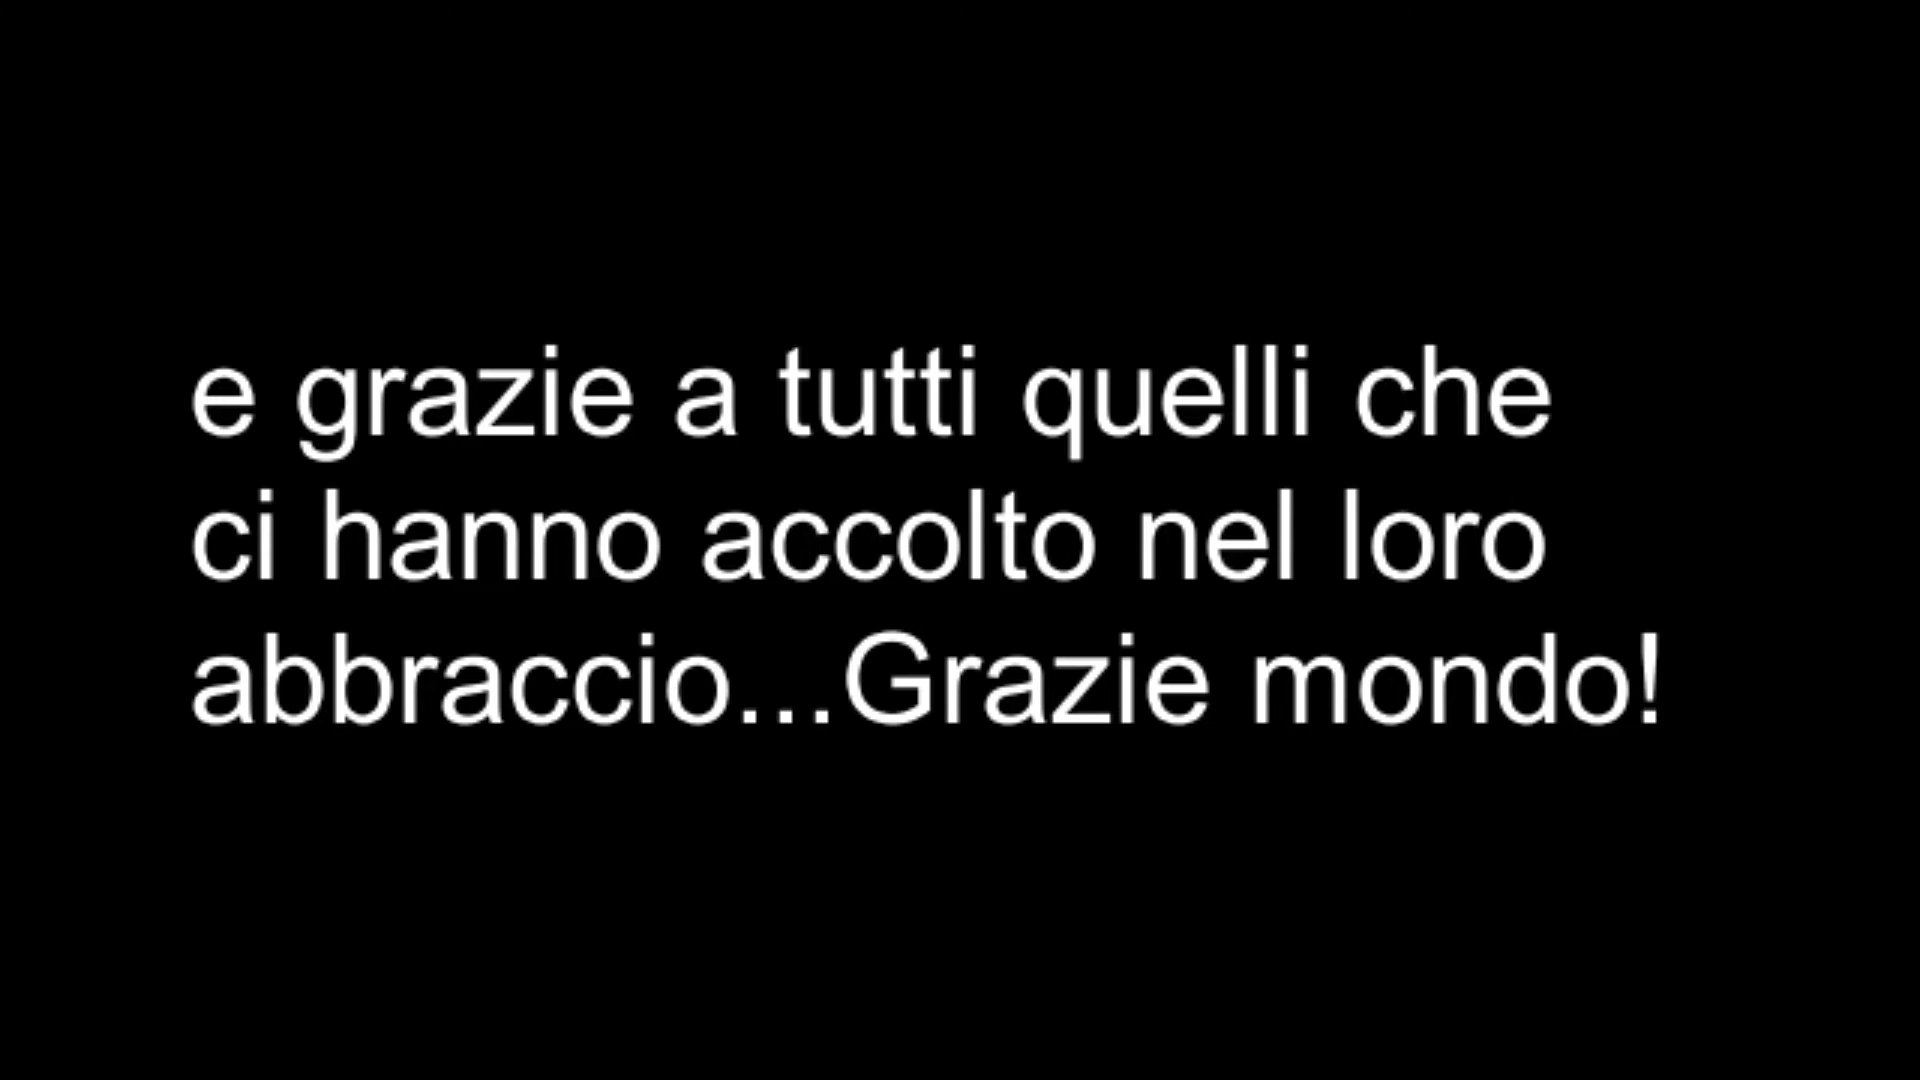 e grazie a tutti quelli che
ci hanno accolto nel loro
abbraccio...Grazie mondo!